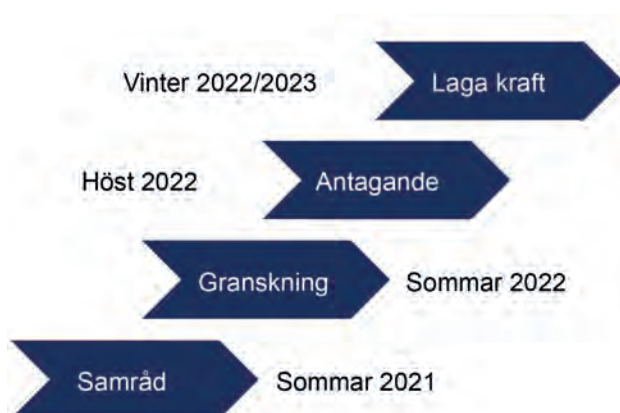 Vinter 2022/2023 Laga kraft
Höst 2022 Antagande
Granskning Sommar 2022
Samråd Sommar 2021